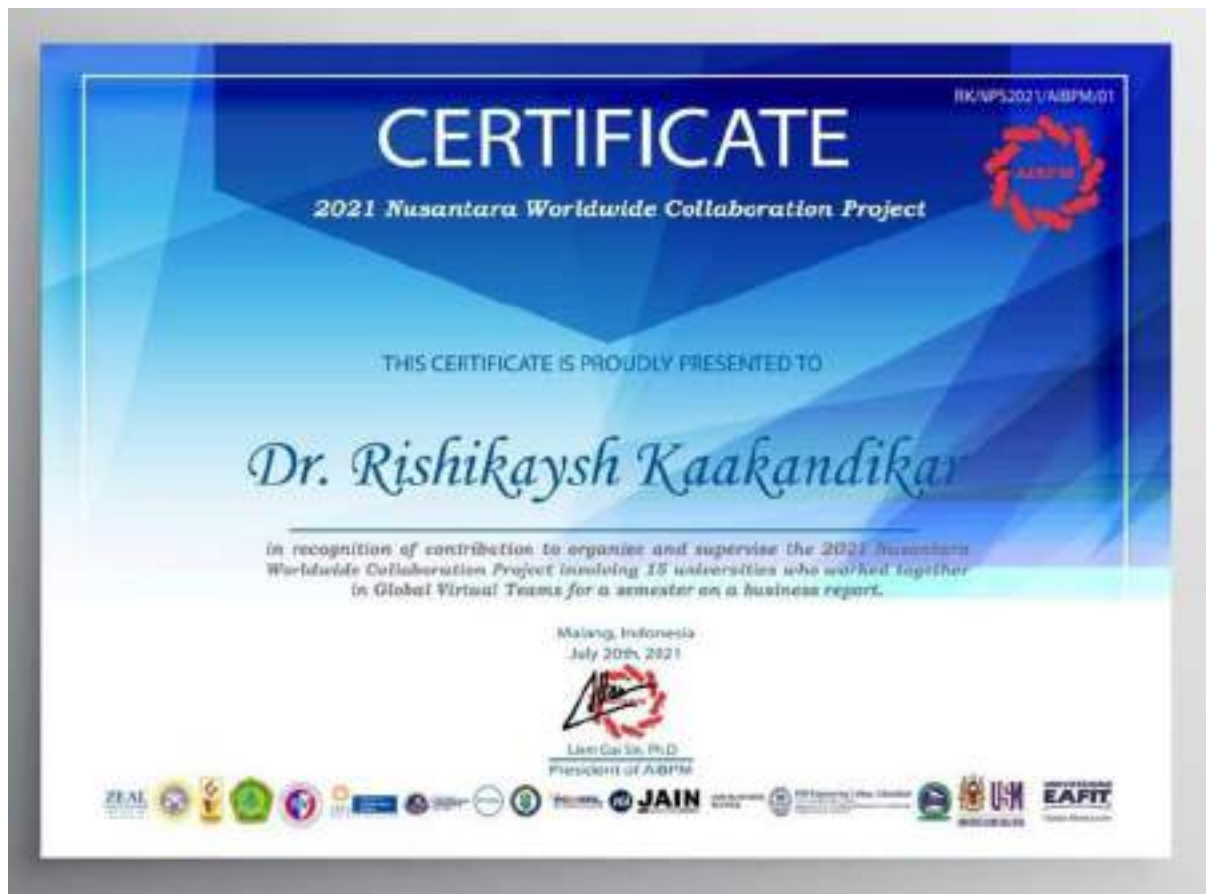 RK/NPS2021/AIBPM/01
CERTIFICATE
AIBPM
2021 Nusantara Worldwide Collaboration Project
THIS CERTIFICATE IS PROUDLY PRESENTED TO
Dr. Rishikaysh Kaakandikar
in recognition of contribution to organize and supervise the 2021 Nusantara
Worldwide Collaboration Project involving 15 universities who worked together
in Global Virtual Teams for a semester on a business report.
Malang, Indonesia
July 20th, 2021
Liem Gai Sin, Ph.D
President of AIBPM
ZEAL
JAIN
USM
UNIVERSIDAD
EAFIT